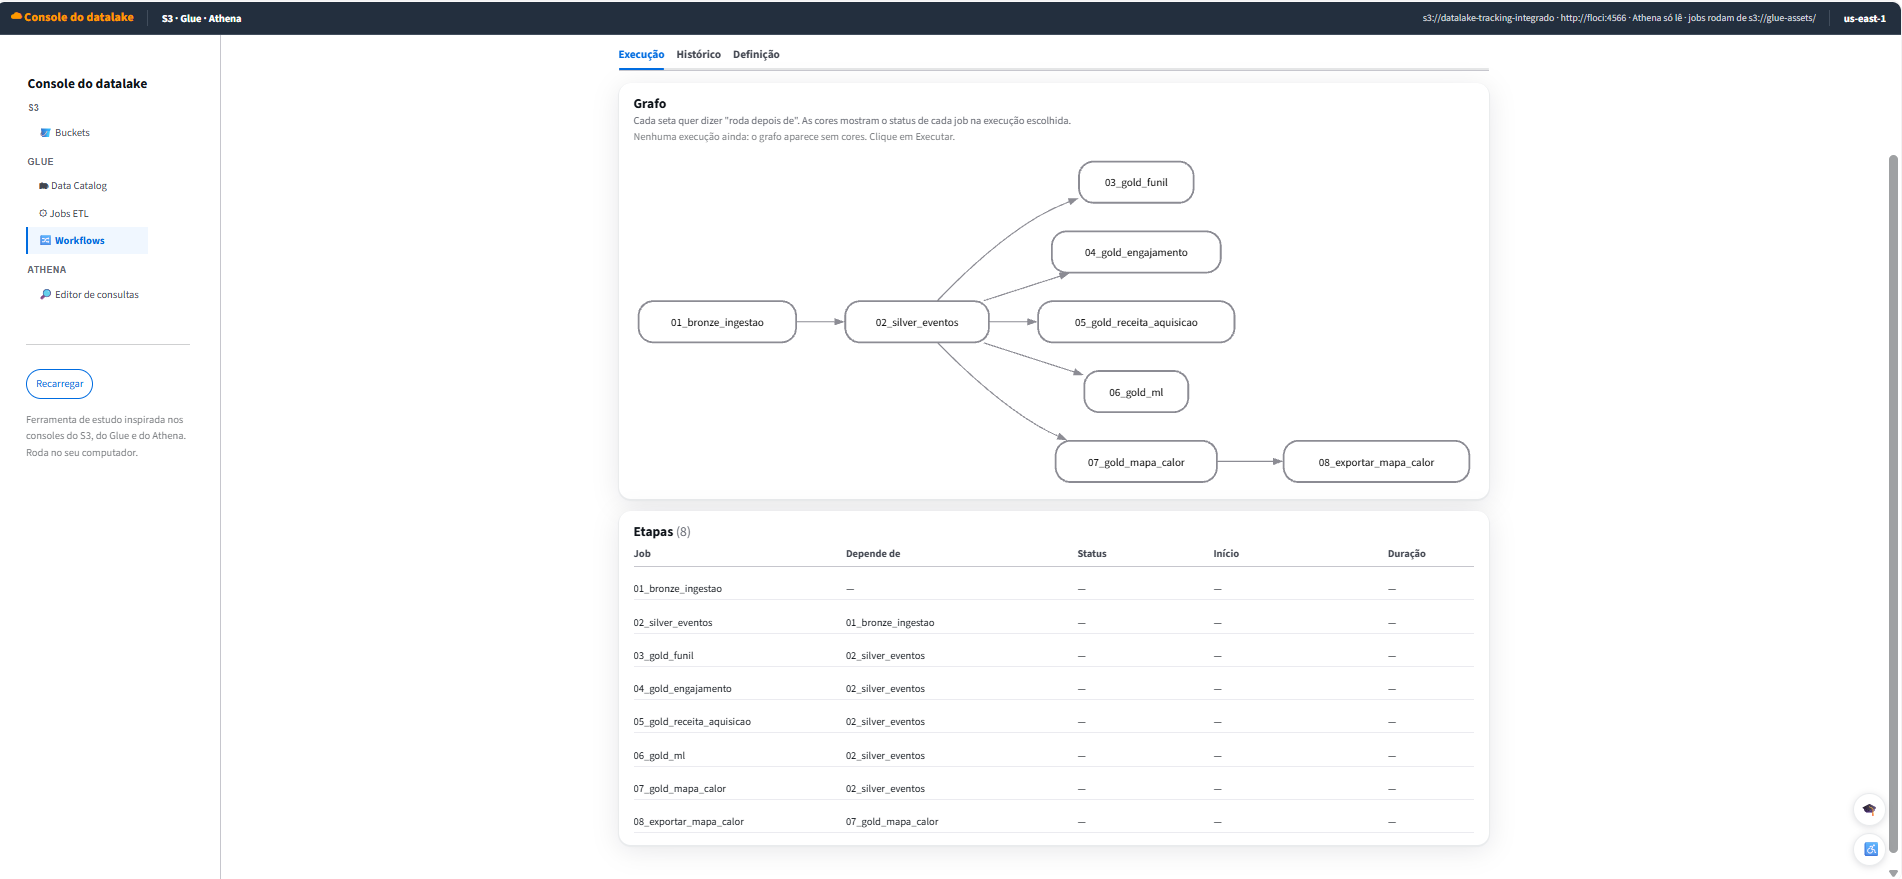 Console do datalake
S3 · Glue · Athena
s3://datalake-tracking-integrado · http://floci:4566 · Athena só lê · jobs rodam de s3://glue-assets/
us-east-1
Console do datalake
S3
Buckets
GLUE
Data Catalog
Jobs ETL
Workflows
ATHENA
Editor de consultas
Recarregar
Ferramenta de estudo inspirada nos
consoles do S3, do Glue e do Athena.
Roda no seu computador.
Execução Histórico Definição
Grafo
Cada seta quer dizer "roda depois de". As cores mostram o status de cada job na execução escolhida.
Nenhuma execução ainda: o grafo aparece sem cores. Clique em Executar.
03_gold_funil
04_gold_engajamento
01_bronze_ingestao 02_silver_eventos 05_gold_receita_aquisicao
06_gold_ml
07_gold_mapa_calor 08_exportar_mapa_calor
Etapas (8)
Job Depende de Status Início Duração
01_bronze_ingestao — — — —
02_silver_eventos 01_bronze_ingestao — — —
03_gold_funil 02_silver_eventos — — —
04_gold_engajamento 02_silver_eventos — — —
05_gold_receita_aquisicao 02_silver_eventos — — —
06_gold_ml 02_silver_eventos — — —
07_gold_mapa_calor 02_silver_eventos — — —
08_exportar_mapa_calor 07_gold_mapa_calor — — —